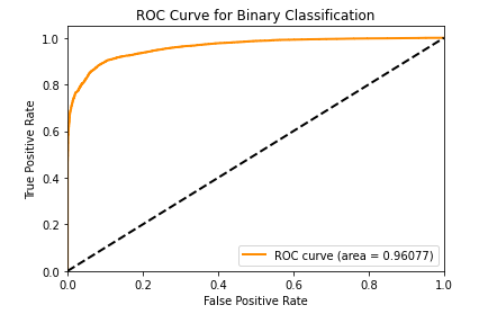 ROC Curve for Binary Classification
1.0
0.8
0.6
0.4
0.2
0.0
True Positive Rate
ROC curve (area = 0.96077)
0.0 0.2 0.4 0.6 0.8 1.0
False Positive Rate